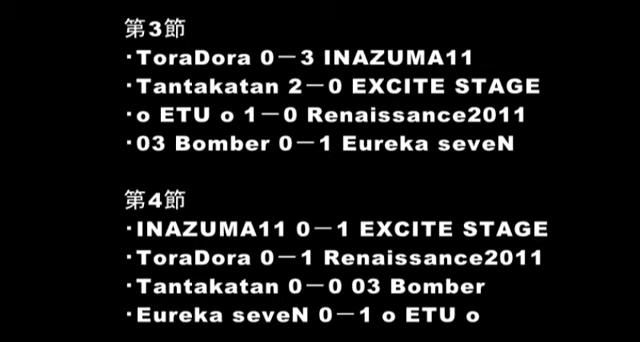 第3節
・ToraDora 0－3 INAZUMA11
・Tantakatan 2－0 EXCITE STAGE
・o ETU o 1－0 Renaissance2011
・03 Bomber 0－1 Eureka seveN
第4節
・INAZUMA11 0－1 EXCITE STAGE
・ToraDora 0－1 Renaissance2011
・Tantakatan 0－0 03 Bomber
・Eureka seveN 0－1 o ETU o